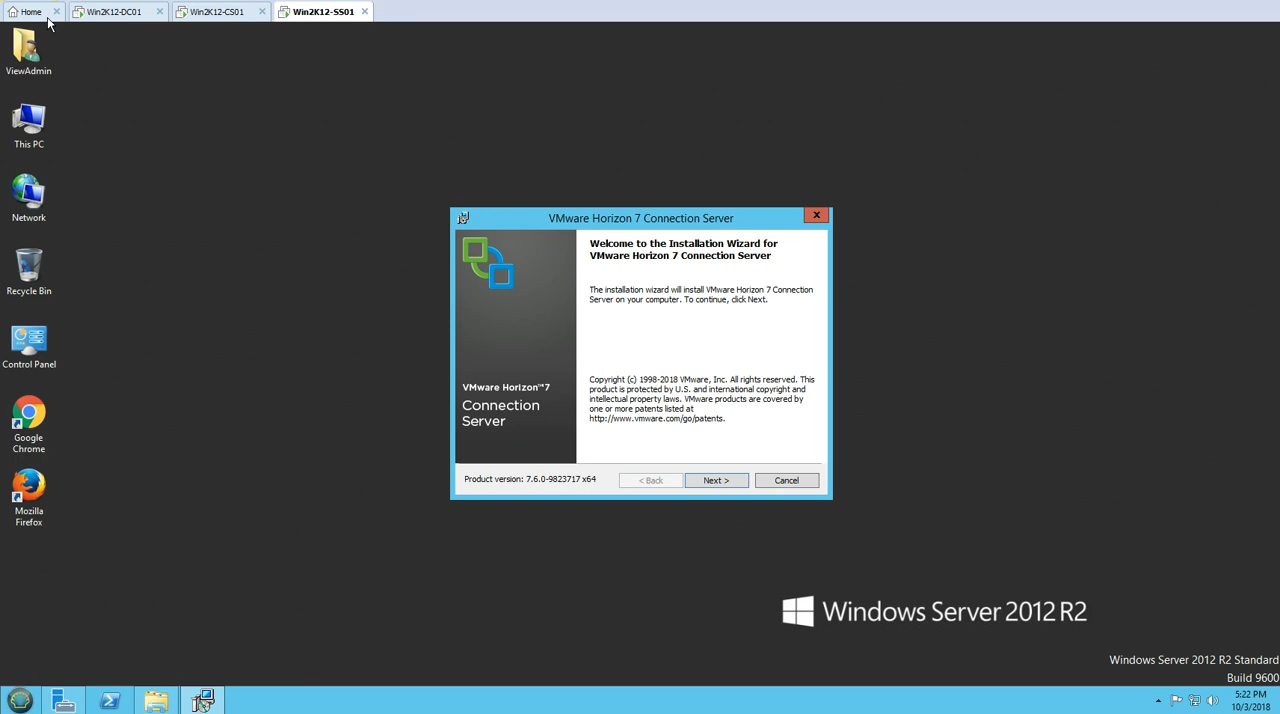 Home
Win2K12-DC01
Win2K12-CS01
Win2K12-SS01
ViewAdmin
This PC
Network
Recycle Bin
Control Panel
Google
Chrome
Mozilla
Firefox
VMware Horizon 7 Connection Server
Welcome to the Installation Wizard for
VMware Horizon 7 Connection Server
The installation wizard will install VMware Horizon 7 Connection
Server on your computer. To continue, click Next.
Copyright (c) 1998-2018 VMware, Inc. All rights reserved. This
product is protected by U.S. and international copyright and
intellectual property laws. VMware products are covered by
one or more patents listed at
http://www.vmware.com/go/patents.
VMware Horizon™7
Connection
Server
Product version: 7.6.0-9823717 x64
< Back
Next >
Cancel
Windows Server 2012 R2
Windows Server 2012 R2 Standard
Build 9600
5:22 PM
10/3/2018